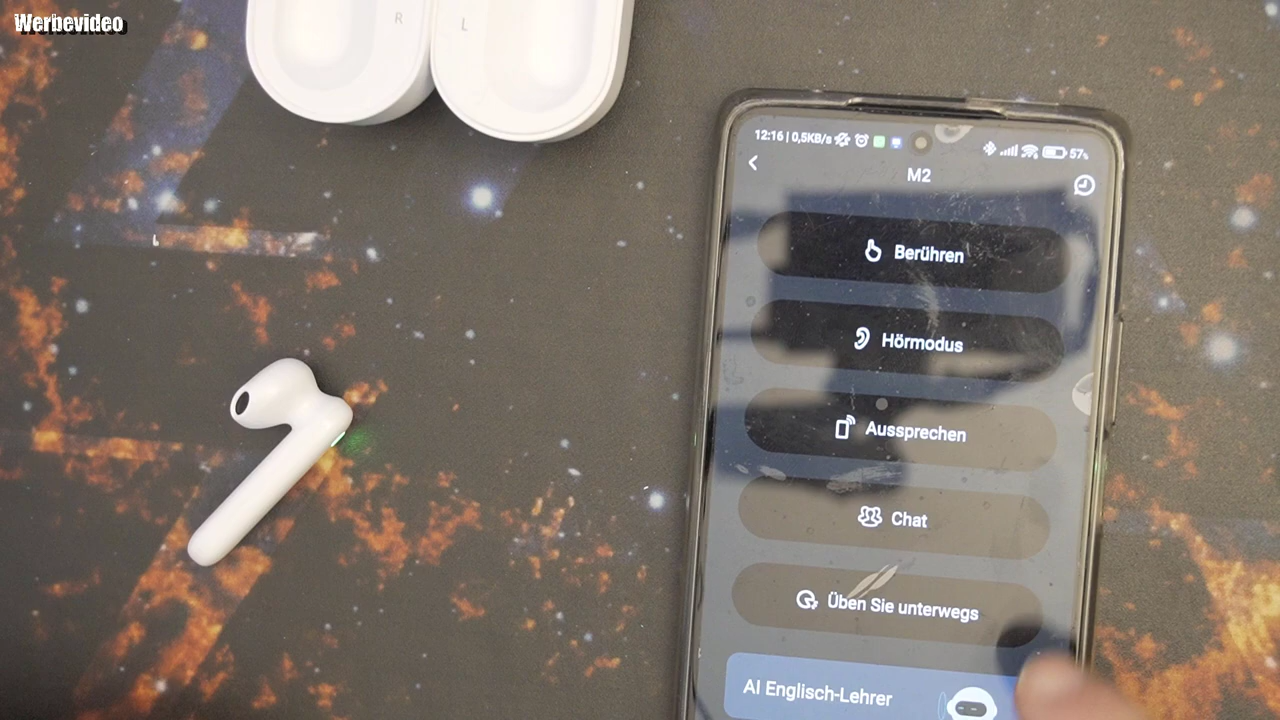 Werbevideo
R
L
12:16 | 0,5KB/s
57%
M2
Berühren
Hörmodus
Aussprechen
Chat
Üben Sie unterwegs
AI Englisch-Lehrer